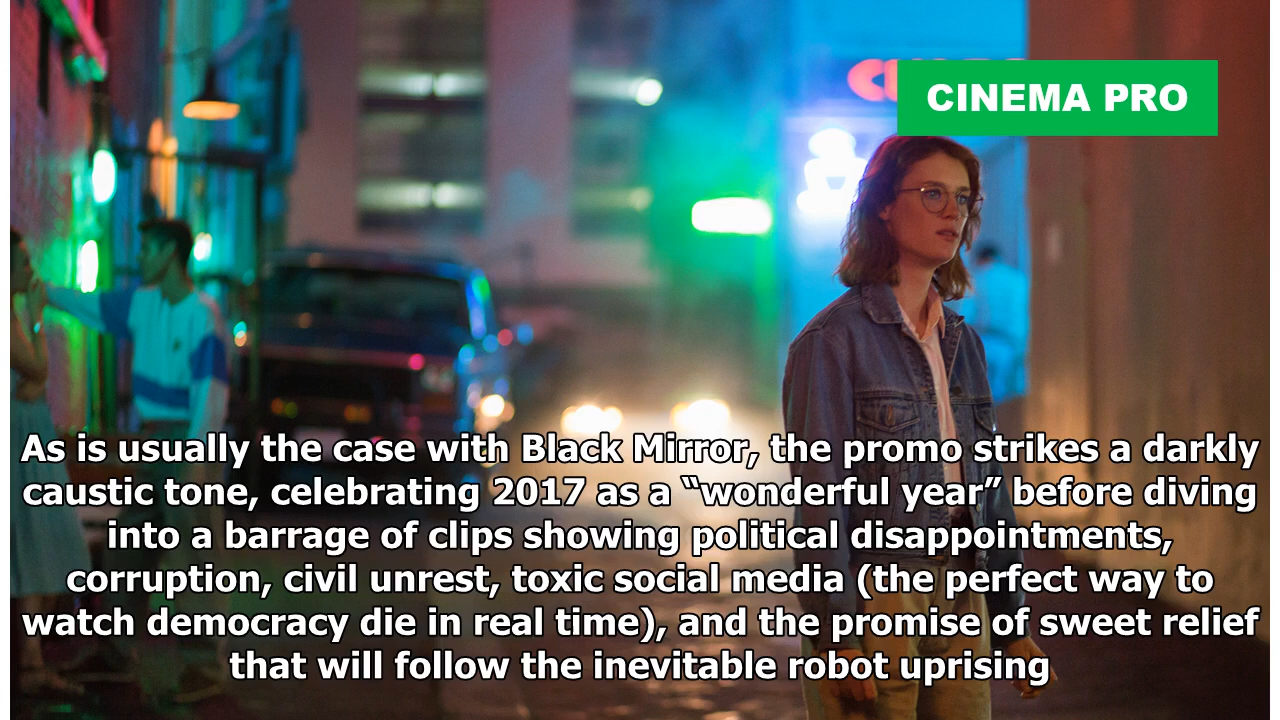 CINEMA PRO
As is usually the case with Black Mirror, the promo strikes a darkly
caustic tone, celebrating 2017 as a “wonderful year” before diving
into a barrage of clips showing political disappointments,
corruption, civil unrest, toxic social media (the perfect way to
watch democracy die in real time), and the promise of sweet relief
that will follow the inevitable robot uprising